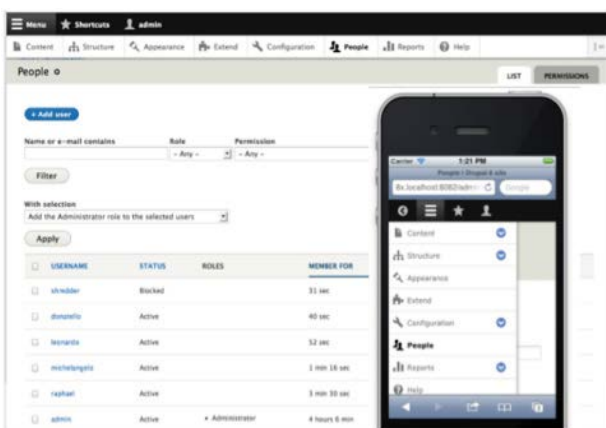 Menu Shortcuts admin
Content Structure Appearance Extend Configuration People Reports Help
People
LIST PERMISSIONS
+ Add user
Name or e-mail contains Role Permission
- Any - - Any -
Filter
With selection
Add the Administrator role to the selected users
Apply
USERNAME STATUS ROLES MEMBER FOR
shredder Blocked 31 sec
donatello Active 40 sec
leonardo Active 52 sec
michelangelo Active 1 min 16 sec
raphael Active 3 min 30 sec
admin Active Administrator 4 hours 6 min
Carrier 1:21 PM
People | Drupal 8 site
8x.localhost:8082/adm Google
Content
Structure
Appearance
Extend
Configuration
People
Reports
Help